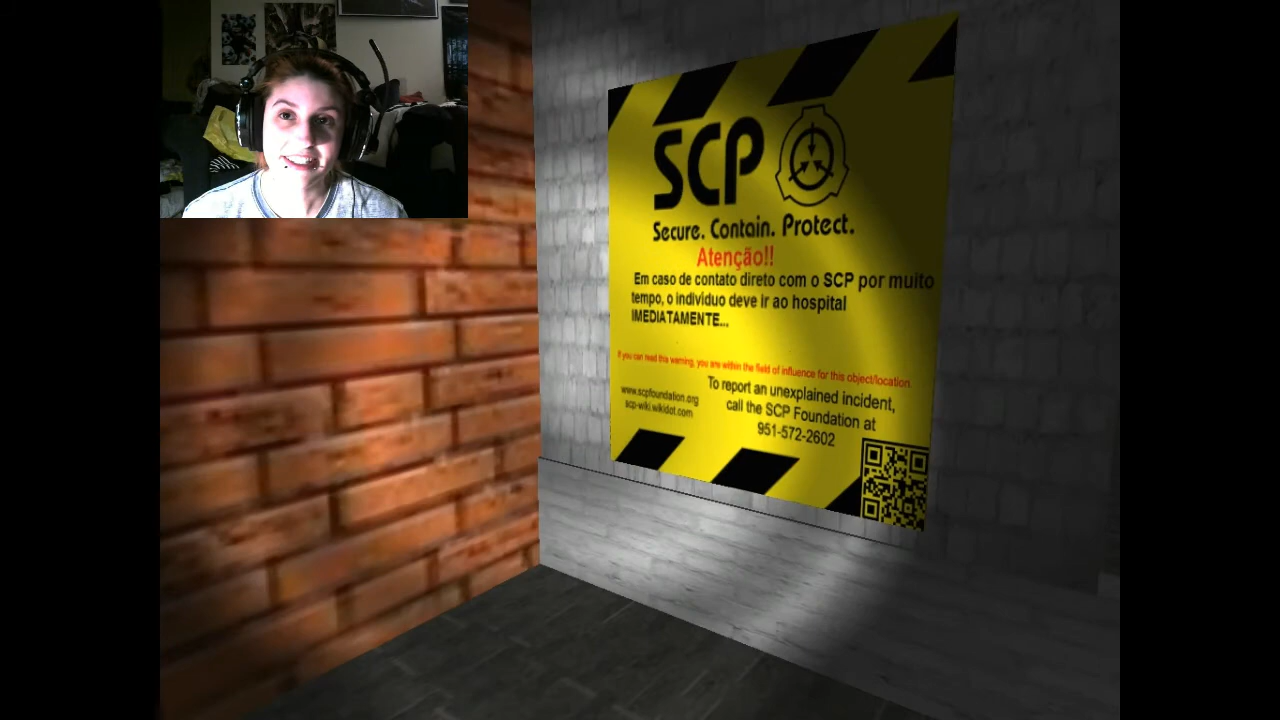 SCP
Secure. Contain. Protect.
Atenção!!
Em caso de contato direto com o SCP por muito
tempo, o individuo deve ir ao hospital
IMEDIATAMENTE...
If you can read this warning, you are within the field of influence for this object/location.
www.scpfoundation.org
scp-wiki.wikidot.com
To report an unexplained incident,
call the SCP Foundation at
951-572-2602